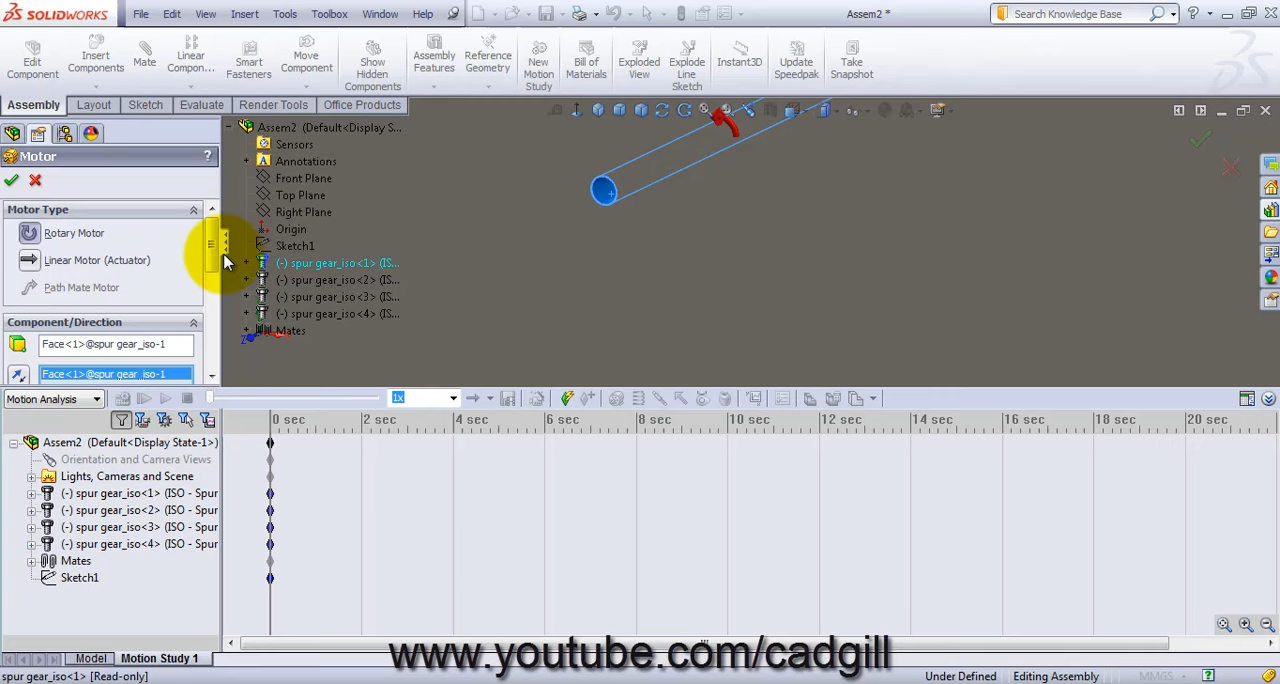 SOLIDWORKS File Edit View Insert Tools Toolbox Window Help Assem2 * Search Knowledge Base
Edit Component
Insert Components
Mate
Linear Compon...
Smart Fasteners
Move Component
Show Hidden Components
Assembly Features
Reference Geometry
New Motion Study
Bill of Materials
Exploded View
Explode Line Sketch
Instant3D
Update Speedpak
Take Snapshot
Assembly Layout Sketch Evaluate Render Tools Office Products
Motor ?
Motor Type
Rotary Motor
Linear Motor (Actuator)
Path Mate Motor
Component/Direction
Face<1>@spur gear_iso-1
Face<1>@spur gear_iso-1
Assem2 (Default<Display S...
Sensors
Annotations
Front Plane
Top Plane
Right Plane
Origin
Sketch1
(-) spur gear_iso<1> (IS...
(-) spur gear_iso<2> (IS...
(-) spur gear_iso<3> (IS...
(-) spur gear_iso<4> (IS...
Mates
Z
Motion Analysis 1x
0 sec 2 sec 4 sec 6 sec 8 sec 10 sec 12 sec 14 sec 16 sec 18 sec 20 sec
Assem2 (Default<Display State-1>)
Orientation and Camera Views
Lights, Cameras and Scene
(-) spur gear_iso<1> (ISO - Spur
(-) spur gear_iso<2> (ISO - Spur
(-) spur gear_iso<3> (ISO - Spur
(-) spur gear_iso<4> (ISO - Spur
Mates
Sketch1
Model Motion Study 1
www.youtube.com/cadgill
spur gear_iso<1> [Read-only] Under Defined Editing Assembly MMGS ?